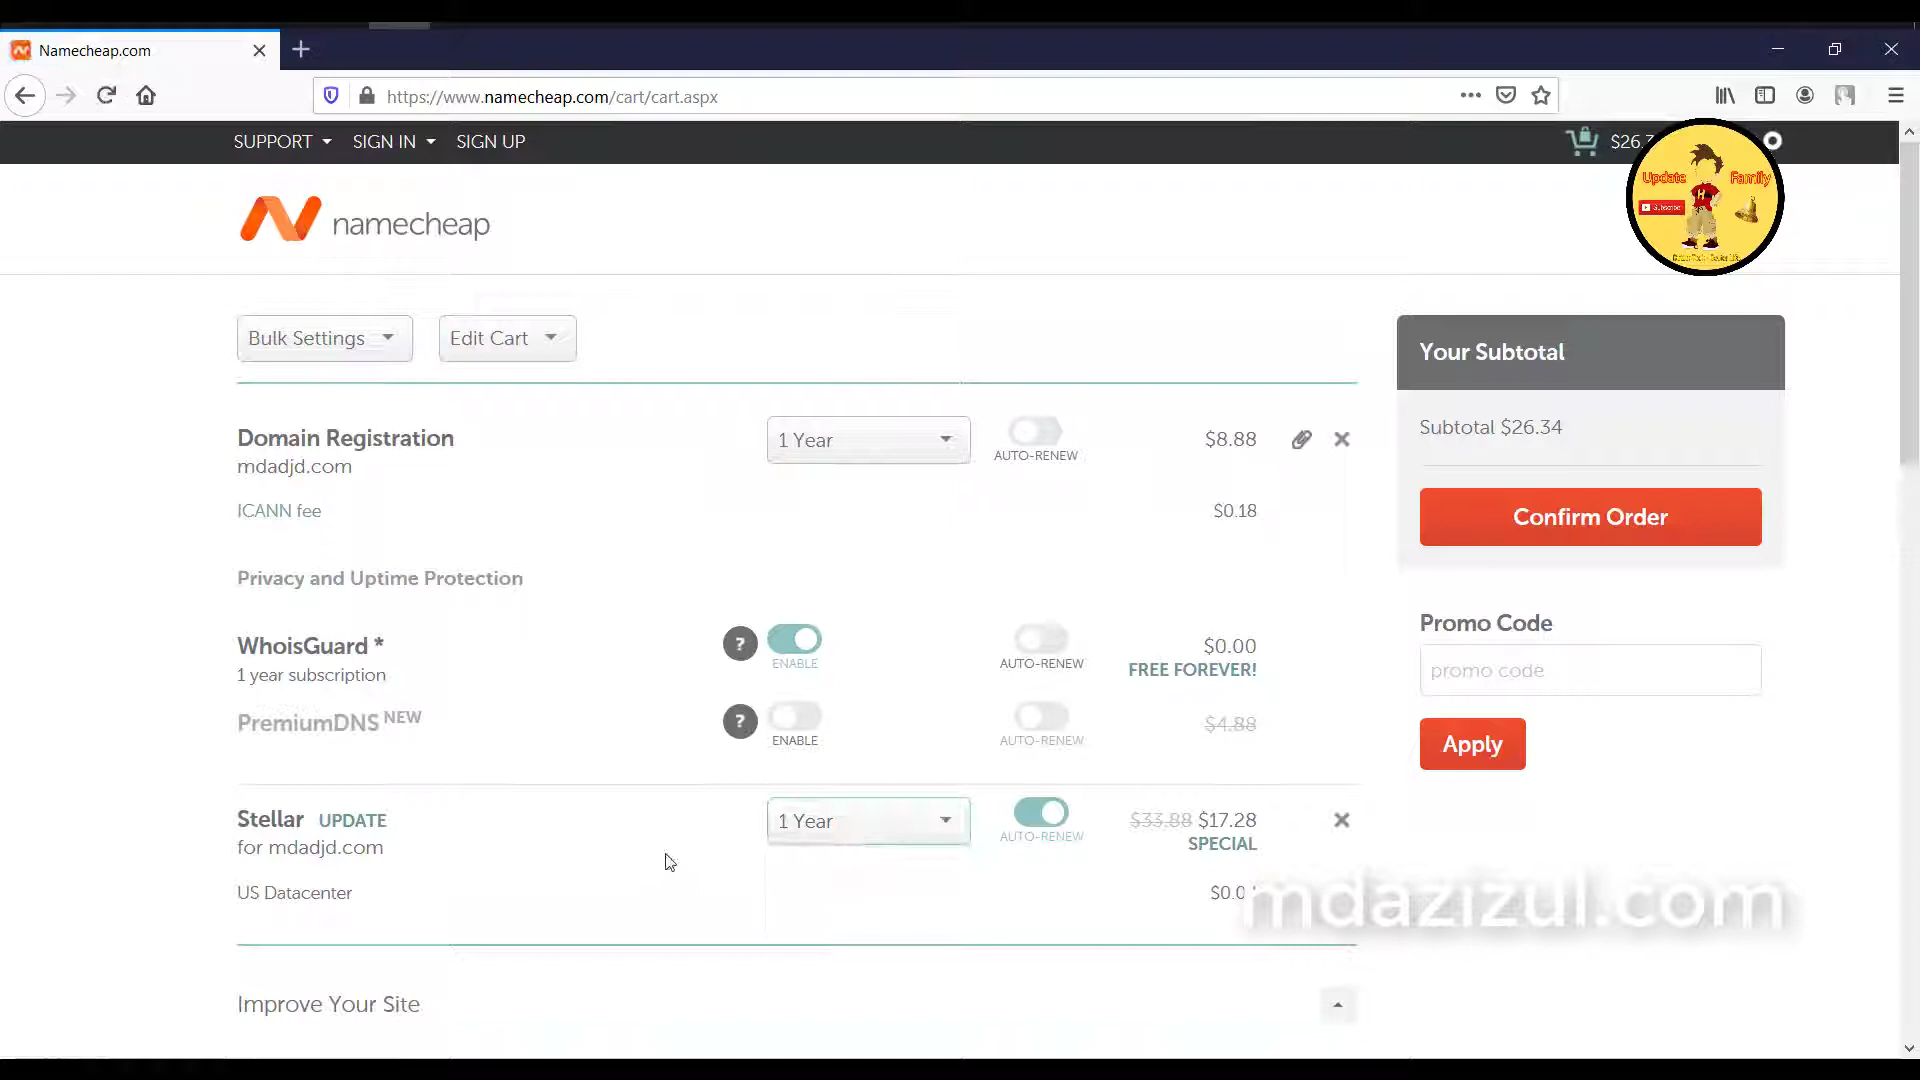 Namecheap.com
https://www.namecheap.com/cart/cart.aspx
SUPPORT SIGN IN SIGN UP
Update Family
Subscribe
namecheap
Bulk Settings Edit Cart
Your Subtotal
Subtotal $26.34
Confirm Order
Domain Registration 1 Year $8.88
mdadjd.com AUTO-RENEW
ICANN fee $0.18
Privacy and Uptime Protection
Promo Code
promo code
Apply
WhoisGuard * ? $0.00
1 year subscription ENABLE AUTO-RENEW FREE FOREVER!
PremiumDNS NEW ? $4.88
ENABLE AUTO-RENEW
Stellar UPDATE 1 Year $33.88 $17.28
for mdadjd.com AUTO-RENEW SPECIAL
US Datacenter
mdazizul.com
Improve Your Site